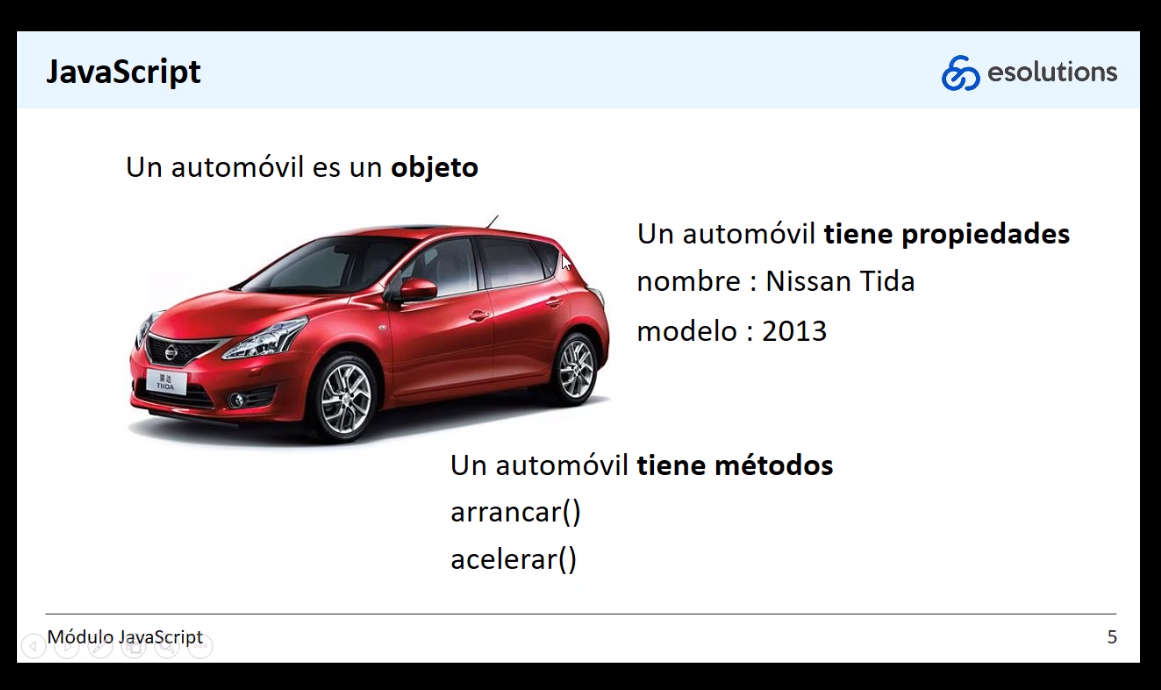 JavaScript
esolutions
Un automóvil es un objeto
Un automóvil tiene propiedades
nombre : Nissan Tida
modelo : 2013
TIIDA
Un automóvil tiene métodos
arrancar()
acelerar()
Módulo JavaScript
5